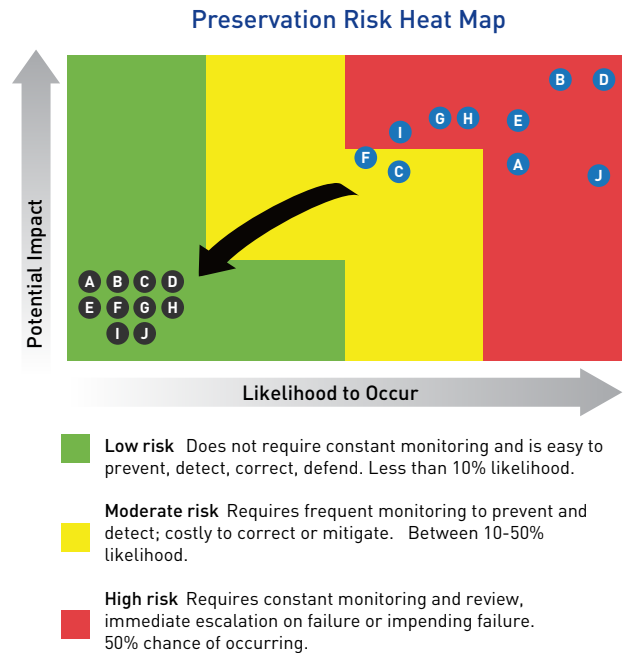 Preservation Risk Heat Map
B D
G H E
I
F
C
A
J
Potential Impact
A B C D
E F G H
I J
Likelihood to Occur
Low risk Does not require constant monitoring and is easy to
prevent, detect, correct, defend. Less than 10% likelihood.
Moderate risk Requires frequent monitoring to prevent and
detect; costly to correct or mitigate. Between 10-50%
likelihood.
High risk Requires constant monitoring and review,
immediate escalation on failure or impending failure.
50% chance of occurring.